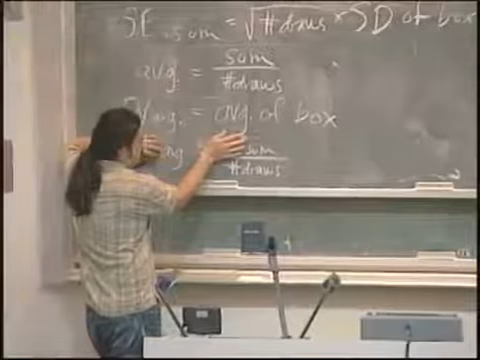 SE sum = √#draws × SD of box
avg. = sum / #draws
avg. = avg. of box
sum / #draws